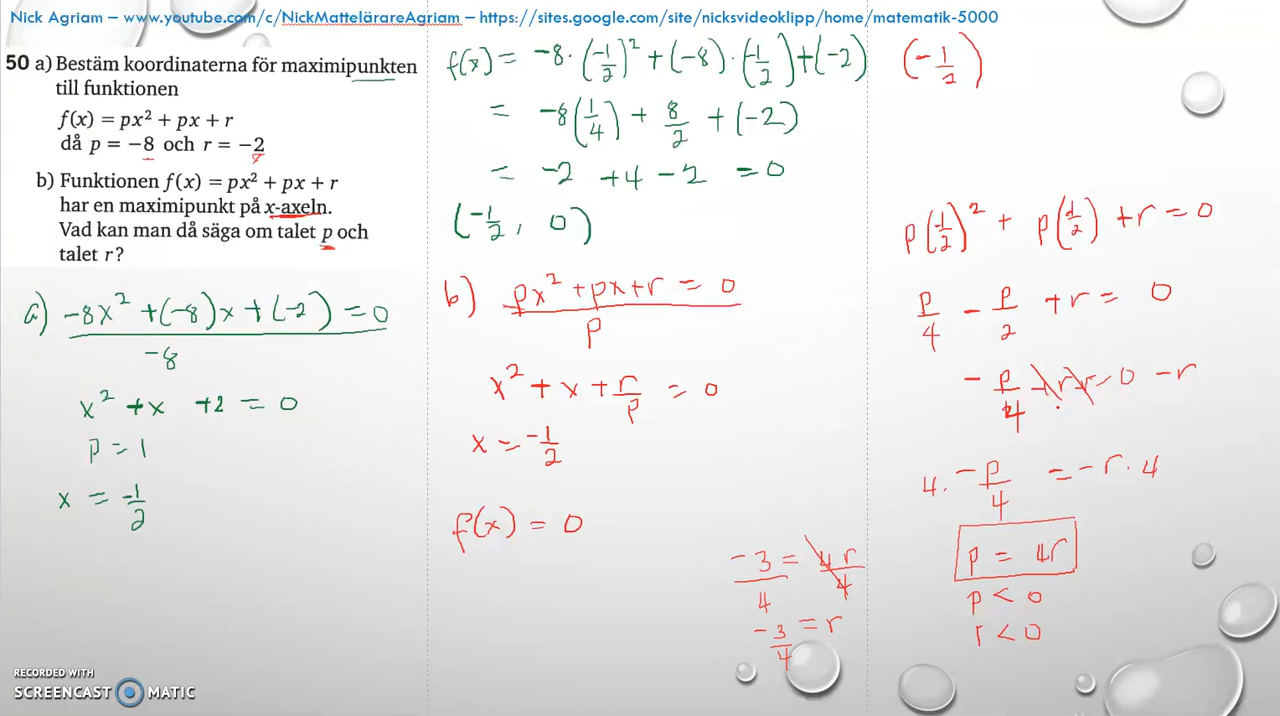 Nick Agriam – www.youtube.com/c/NickMattelärareAgriam – https://sites.google.com/site/nicksvideoklipp/home/matematik-5000
50 a) Bestäm koordinaterna för maximipunkten
till funktionen
f(x) = px² + px + r
då p = −8 och r = −2
b) Funktionen f(x) = px² + px + r
har en maximipunkt på x-axeln.
Vad kan man då säga om talet p och
talet r?
a) -8x² + (-8)x + (-2) = 0
-8
x² + x + 2 = 0
p = 1
x = -1/2
f(x) = -8 · (-1/2)² + (-8) · (-1/2) + (-2)
= -8(1/4) + 8/2 + (-2)
= -2 + 4 - 2 = 0
(-1/2, 0)
b) px² + px + r = 0
p
x² + x + r/p = 0
x = -1/2
f(x) = 0
-3/4 = 4r/4
-3/4 = r
(-1/2)
p(-1/2)² + p(-1/2) + r = 0
p/4 - p/2 + r = 0
-p/4 + r - r = 0 - r
4 · -p/4 = -r · 4
p = 4r
p < 0
r < 0
RECORDED WITH
SCREENCAST MATIC